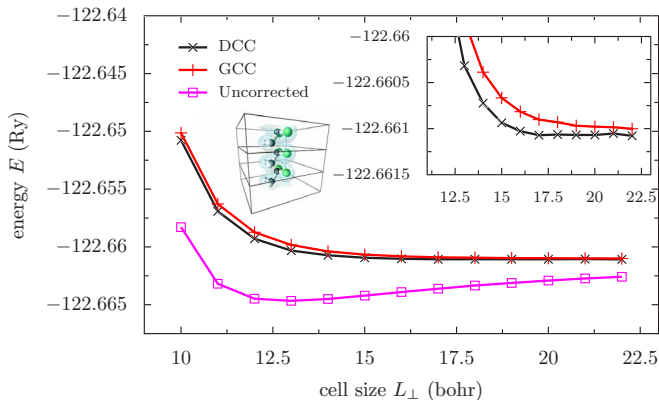 −122.64
−122.645
−122.65
−122.655
−122.66
−122.665
energy E (Ry)
DCC
GCC
Uncorrected
−122.66
−122.6605
−122.661
−122.6615
12.5 15 17.5 20 22.5
10 12.5 15 17.5 20 22.5
cell size L⊥ (bohr)